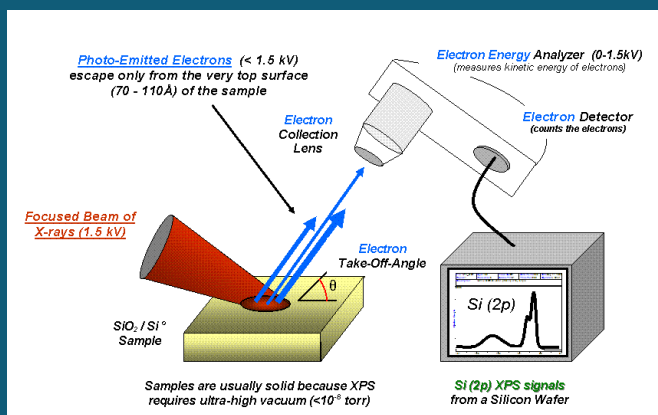 Photo-Emitted Electrons (< 1.5 kV)
escape only from the very top surface
(70 - 110Å) of the sample
Electron Energy Analyzer (0-1.5kV)
(measures kinetic energy of electrons)
Electron Detector
(counts the electrons)
Electron
Collection
Lens
Focused Beam of
X-rays (1.5 kV)
Electron
Take-Off-Angle
θ
SiO₂ / Si°
Sample
Si (2p)
Samples are usually solid because XPS
requires ultra-high vacuum (<10⁻⁸ torr)
Si (2p) XPS signals
from a Silicon Wafer